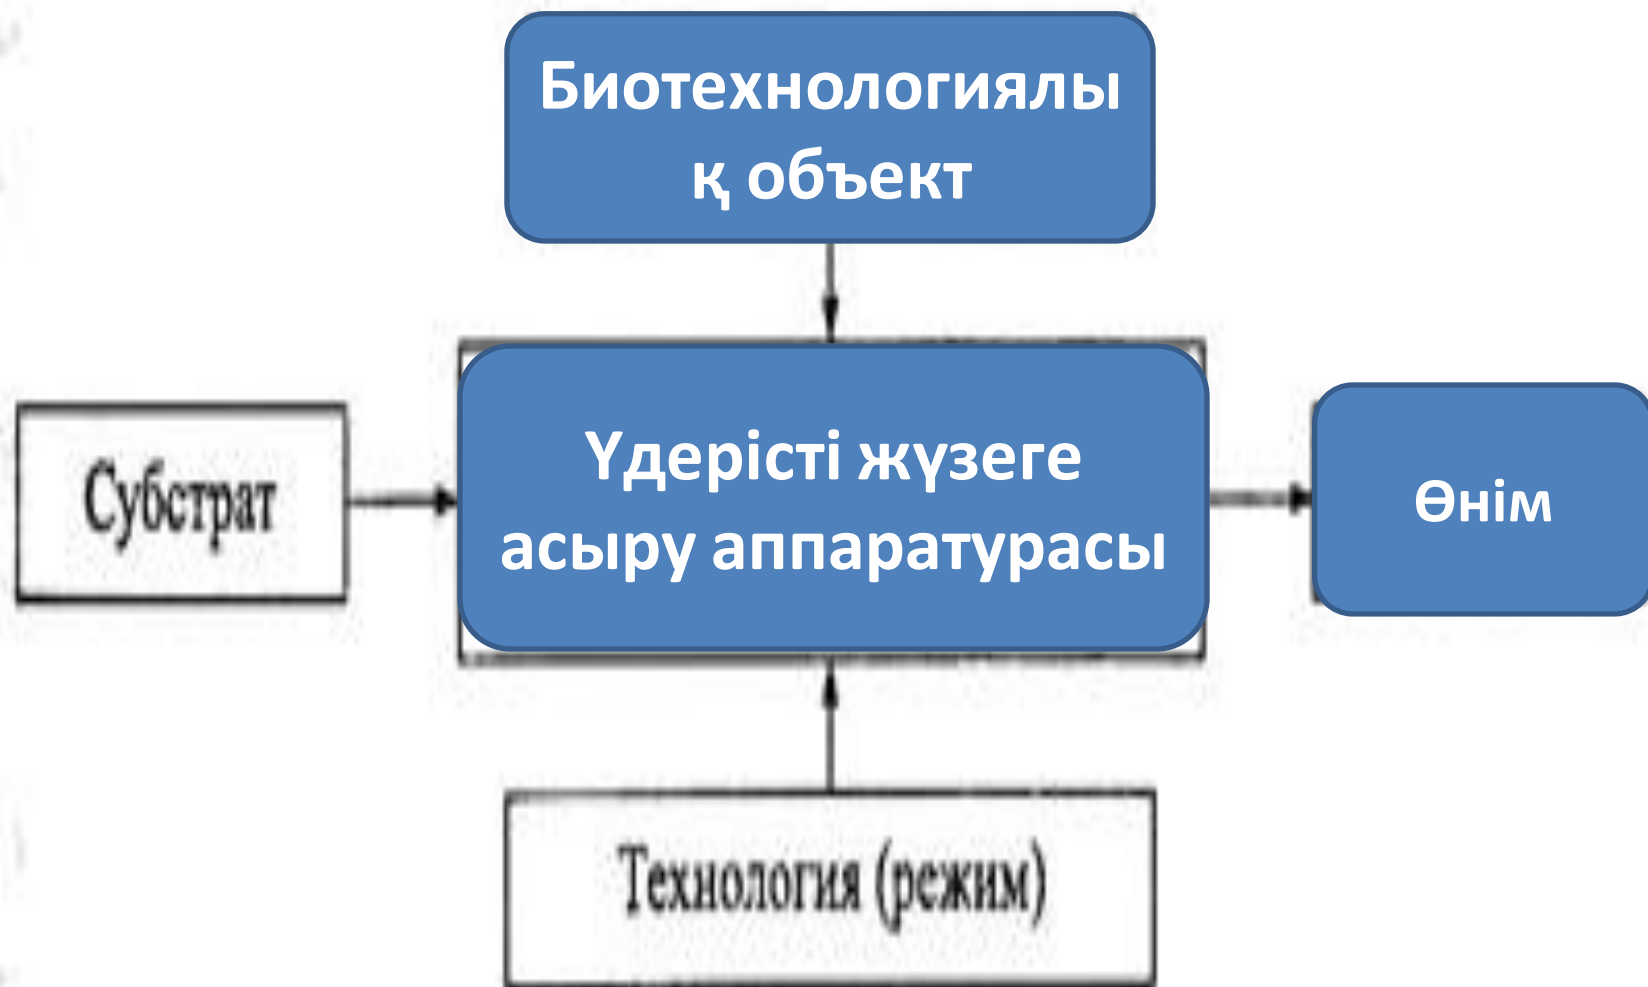 Биотехнологиялы
қ объект
Субстрат
Үдерісті жүзеге
асыру аппаратурасы
Өнім
Технология (режим)